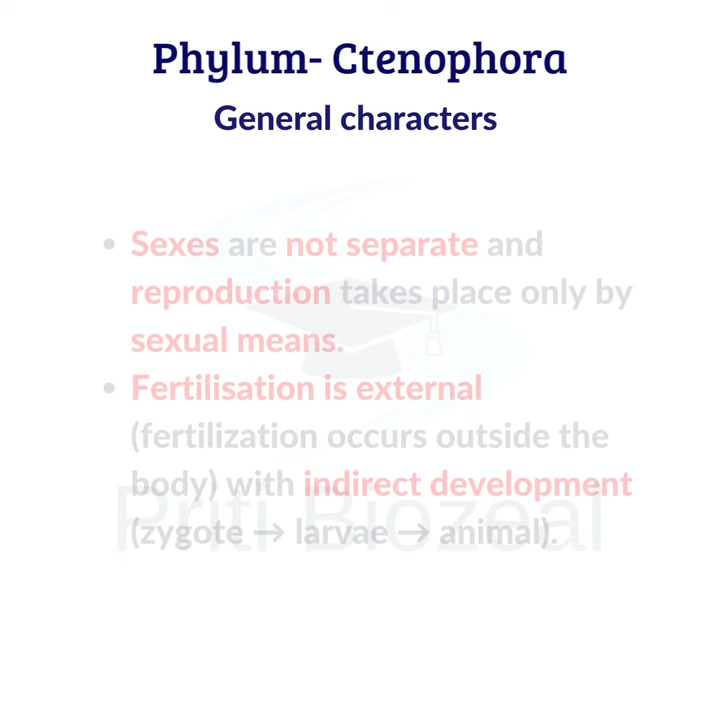 Phylum- Ctenophora
General characters
• Sexes are not separate and
reproduction takes place only by
sexual means.
• Fertilisation is external
(fertilization occurs outside the
body) with indirect development
(zygote → larvae → animal).
Priti Biozeal